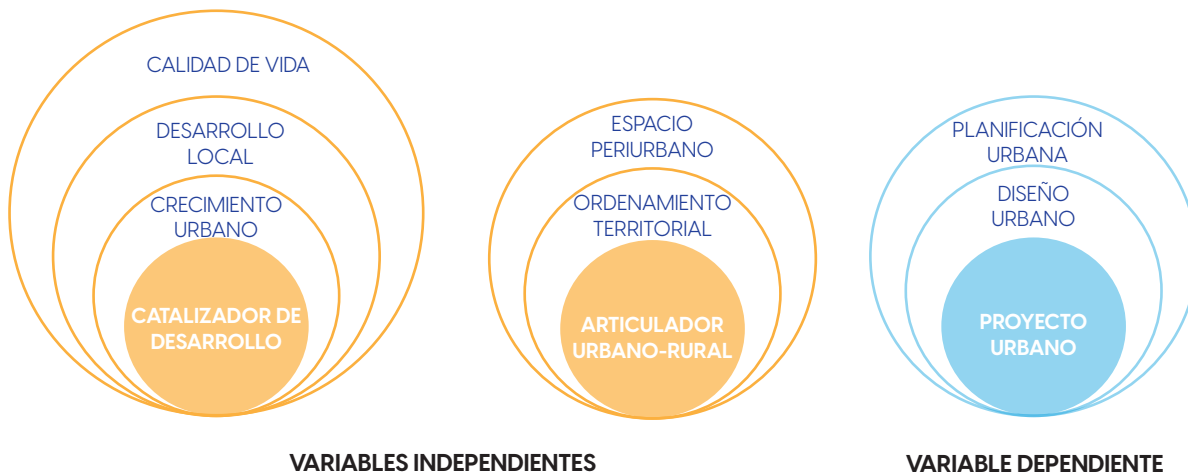 CALIDAD DE VIDA
DESARROLLO
LOCAL
CRECIMIENTO
URBANO
CATALIZADOR DE
DESARROLLO
ESPACIO
PERIURBANO
ORDENAMIENTO
TERRITORIAL
ARTICULADOR
URBANO-RURAL
PLANIFICACIÓN
URBANA
DISEÑO
URBANO
PROYECTO
URBANO
VARIABLES INDEPENDIENTES
VARIABLE DEPENDIENTE